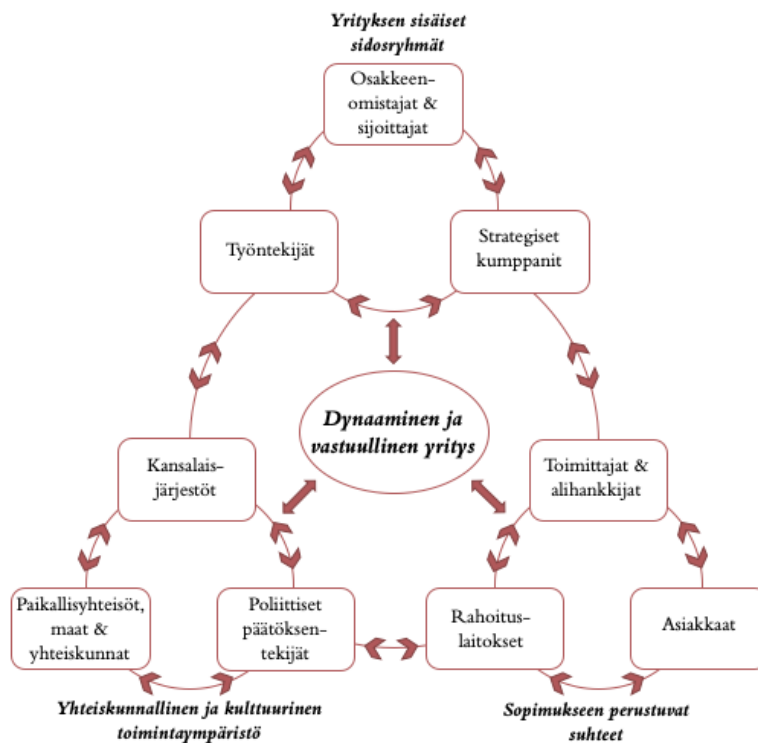 Yrityksen sisäiset
sidosryhmät
Osakkeen-
omistajat &
sijoittajat
Työntekijät
Strategiset
kumppanit
Dynaaminen ja
vastuullinen yritys
Kansalais-
järjestöt
Toimittajat &
alihankkijat
Paikallisyhteisöt,
maat &
yhteiskunnat
Poliittiset
päätöksen-
tekijät
Rahoitus-
laitokset
Asiakkaat
Yhteiskunnallinen ja kulttuurinen
toimintaympäristö
Sopimukseen perustuvat
suhteet